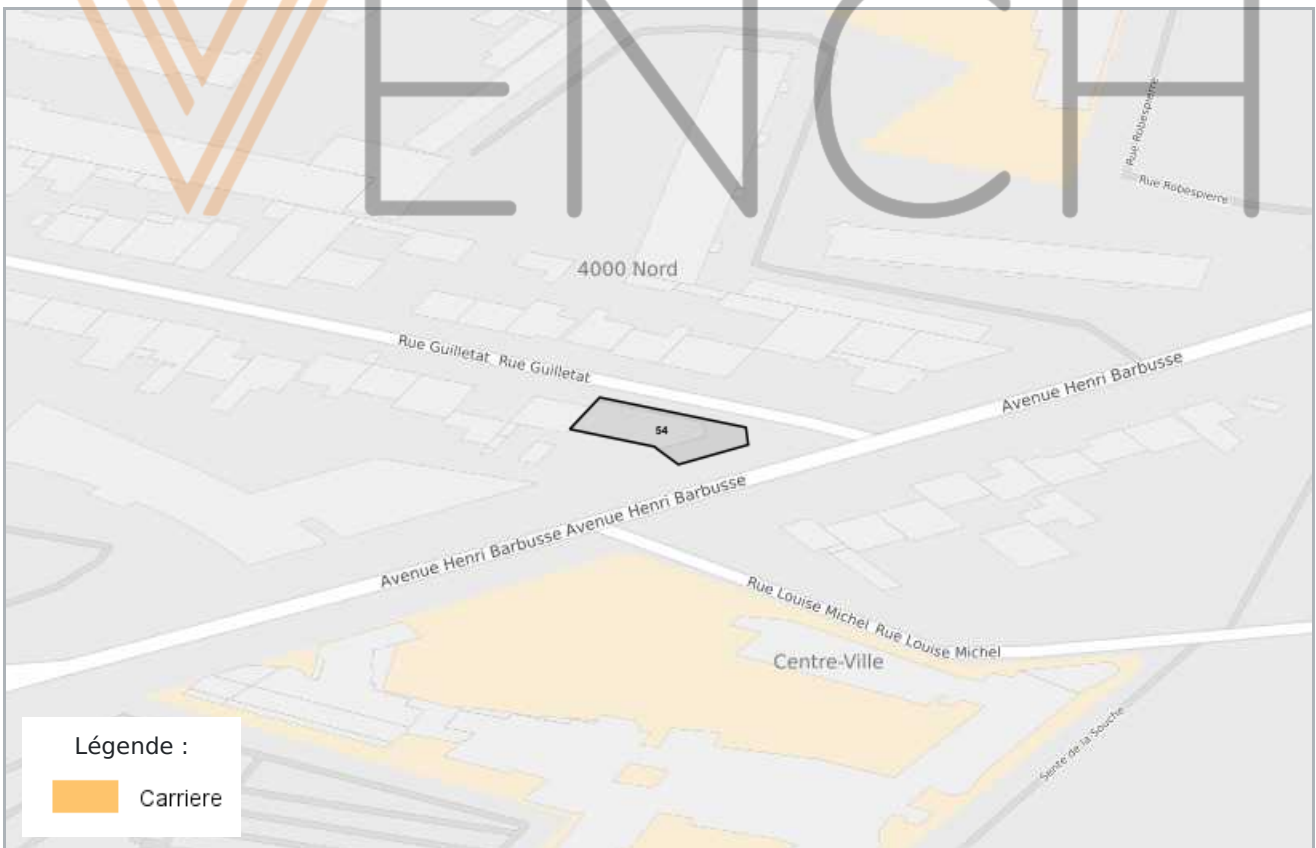 VENCH
Rue Robespierre
Rue Robespierre
4000 Nord
Rue Guilletat Rue Guilletat
Avenue Henri Barbusse
54
Avenue Henri Barbusse Avenue Henri Barbusse
Rue Louise Michel Rue Louise Michel
Centre-Ville
Sente de la Souche
Légende :
Carriere